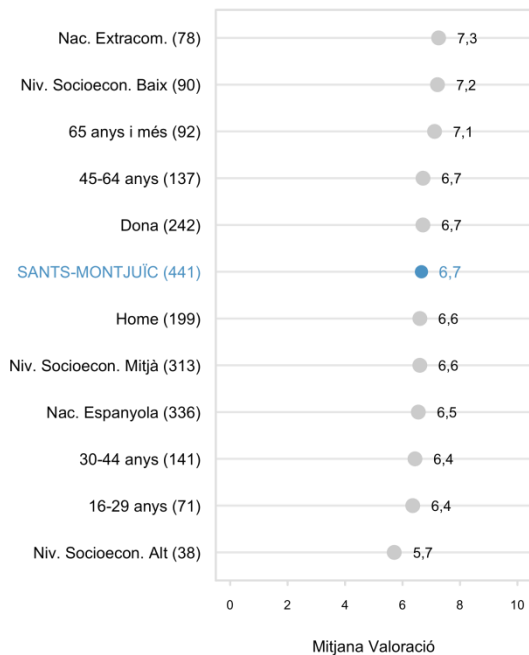 Nac. Extracom. (78) 7,3
Niv. Socioecon. Baix (90) 7,2
65 anys i més (92) 7,1
45-64 anys (137) 6,7
Dona (242) 6,7
SANTS-MONTJUÏC (441) 6,7
Home (199) 6,6
Niv. Socioecon. Mitjà (313) 6,6
Nac. Espanyola (336) 6,5
30-44 anys (141) 6,4
16-29 anys (71) 6,4
Niv. Socioecon. Alt (38) 5,7
0 2 4 6 8 10
Mitjana Valoració